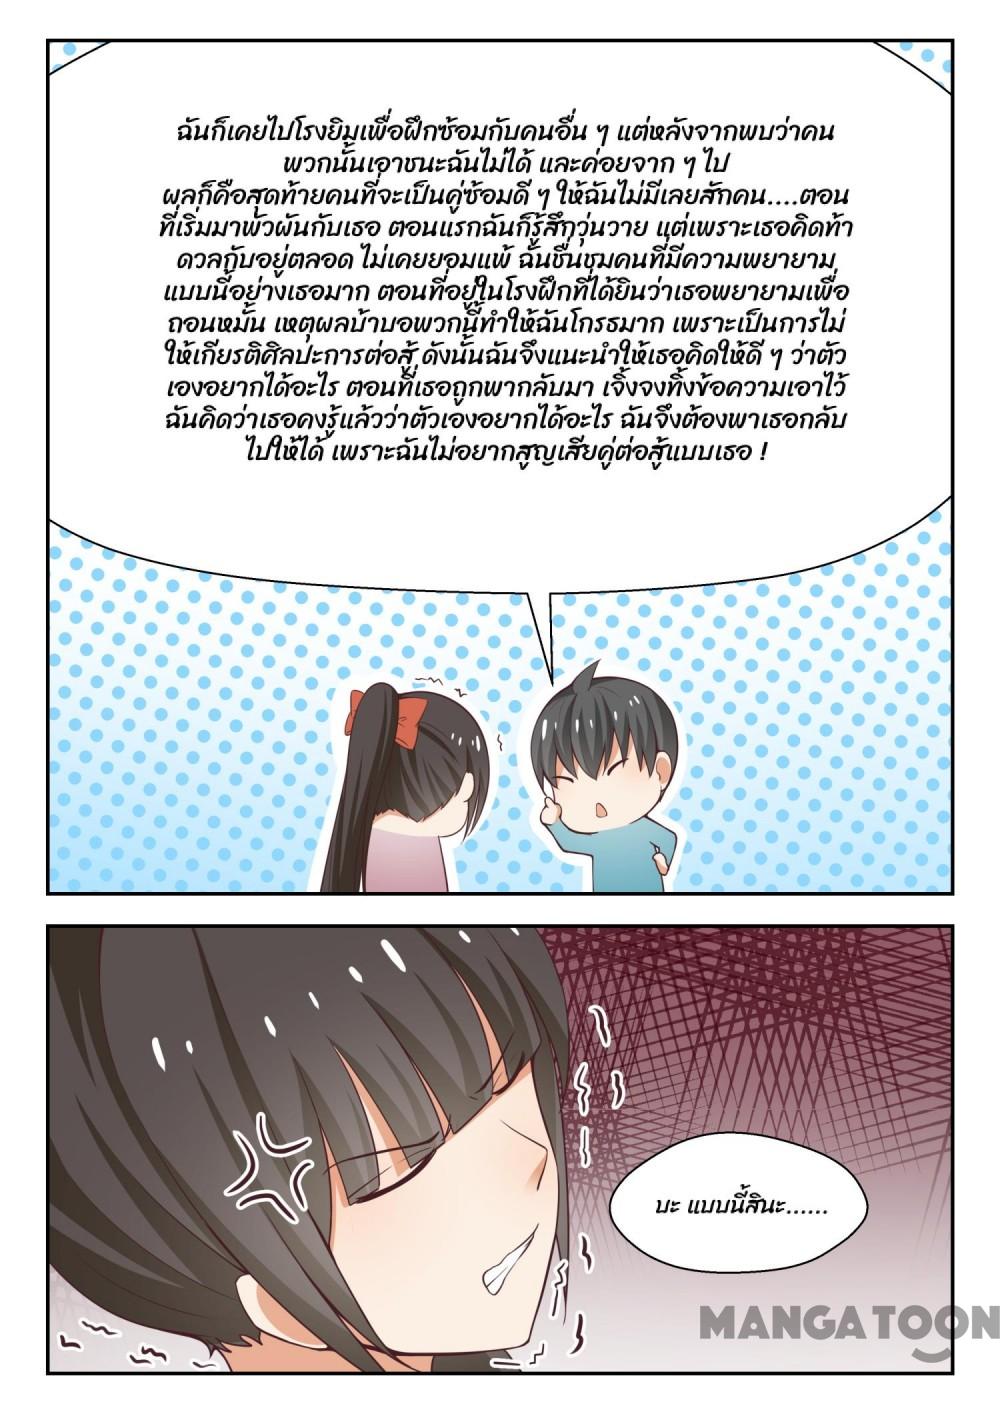 ฉันก็เคยไปโรงยิมเพื่อฝึกซ้อมกับคนอื่น ๆ แต่หลังจากพบว่าคน
พวกนั้นเอาชนะฉันไม่ได้ และค่อยจาก ๆ ไป
ผลก็คือสุดท้ายคนที่จะเป็นคู่ซ้อมดี ๆ ให้ฉันไม่มีเลยสักคน....ตอน
ที่เริ่มมาพัวผันกับเธอ ตอนแรกฉันก็รู้สึกวุ่นวาย แต่เพราะเธอคิดท้า
ดวลกับอยู่ตลอด ไม่เคยยอมแพ้ ฉันชื่นชมคนที่มีความพยายาม
แบบนี้อย่างเธอมาก ตอนที่อยู่ในโรงฝึกที่ได้ยินว่าเธอพยายามเพื่อ
ถอนหมั้น เหตุผลบ้าบอพวกนี้ทำให้ฉันโกรธมาก เพราะเป็นการไม่
ให้เกียรติศิลปะการต่อสู้ ดังนั้นฉันจึงแนะนำให้เธอคิดให้ดี ๆ ว่าตัว
เองอยากได้อะไร ตอนที่เธอถูกพากลับมา เจิ้งจงทิ้งข้อความเอาไว้
ฉันคิดว่าเธอคงรู้แล้วว่าตัวเองอยากได้อะไร ฉันจึงต้องพาเธอกลับ
ไปให้ได้ เพราะฉันไม่อยากสูญเสียคู่ต่อสู้แบบเธอ !
บะ แบบนี้สินะ......
MANGATOON